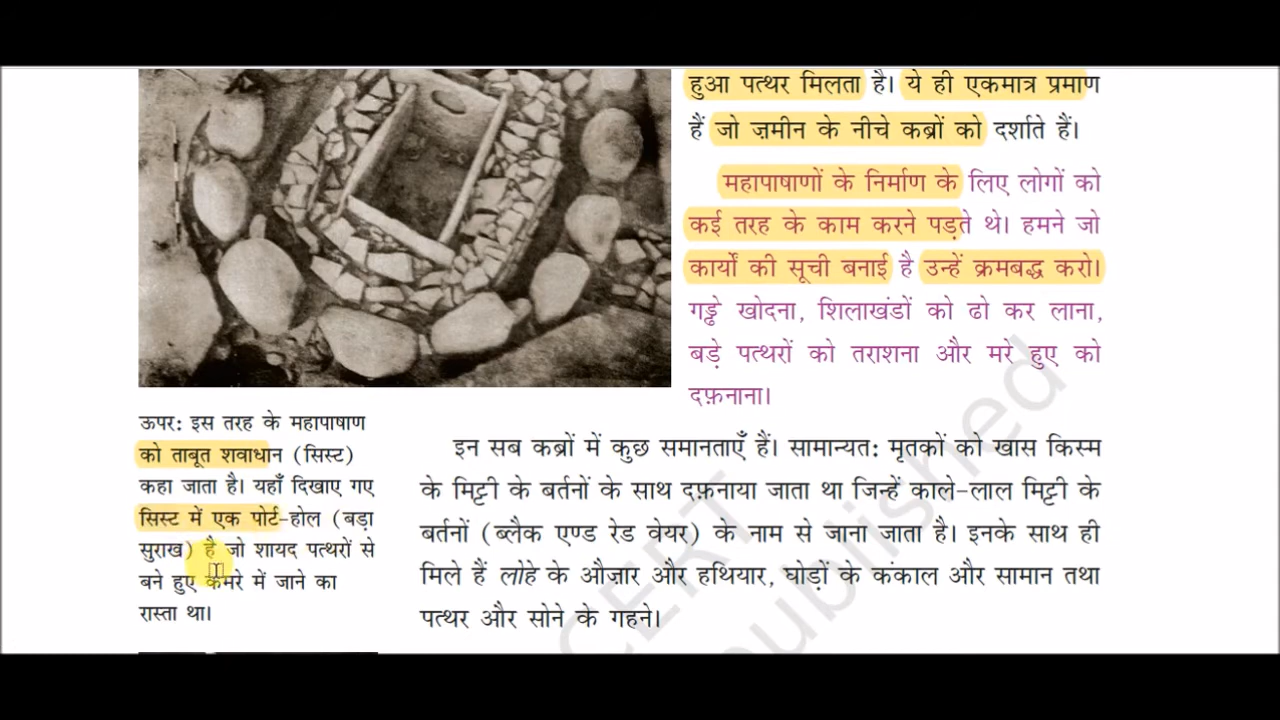 हुआ पत्थर मिलता है। ये ही एकमात्र प्रमाण
हैं जो ज़मीन के नीचे कब्रों को दर्शाते हैं।
महापाषाणों के निर्माण के लिए लोगों को
कई तरह के काम करने पड़ते थे। हमने जो
कार्यों की सूची बनाई है उन्हें क्रमबद्ध करो।
गड्ढे खोदना, शिलाखंडों को ढो कर लाना,
बड़े पत्थरों को तराशना और मरे हुए को
दफ़नाना।
ऊपर: इस तरह के महापाषाण
को ताबूत शवाधान (सिस्ट)
कहा जाता है। यहाँ दिखाए गए
सिस्ट में एक पोर्ट-होल (बड़ा
सुराख) है जो शायद पत्थरों से
बने हुए कमरे में जाने का
रास्ता था।
इन सब कब्रों में कुछ समानताएँ हैं। सामान्यत: मृतकों को खास किस्म
के मिट्टी के बर्तनों के साथ दफ़नाया जाता था जिन्हें काले-लाल मिट्टी के
बर्तनों (ब्लैक एण्ड रेड वेयर) के नाम से जाना जाता है। इनके साथ ही
मिले हैं लोहे के औज़ार और हथियार, घोड़ों के कंकाल और सामान तथा
पत्थर और सोने के गहने।
CERT
published